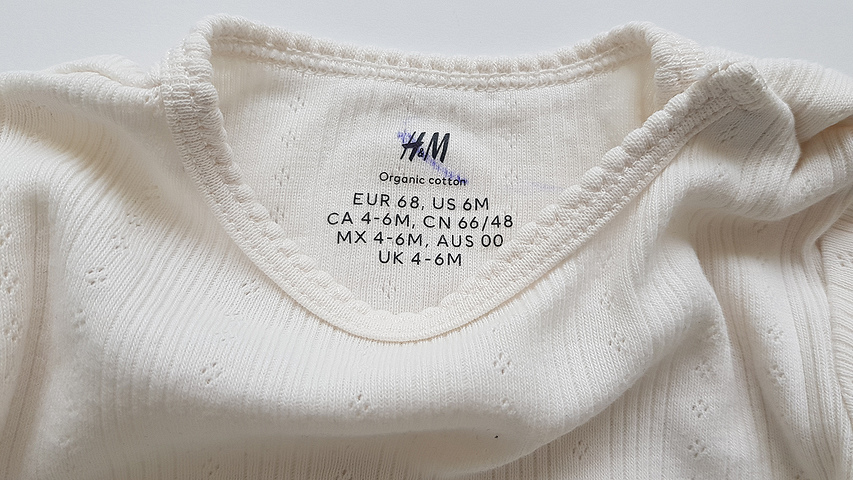 H&M
Organic cotton
EUR 68, US 6M
CA 4-6M, CN 66/48
MX 4-6M, AUS 00
UK 4-6M